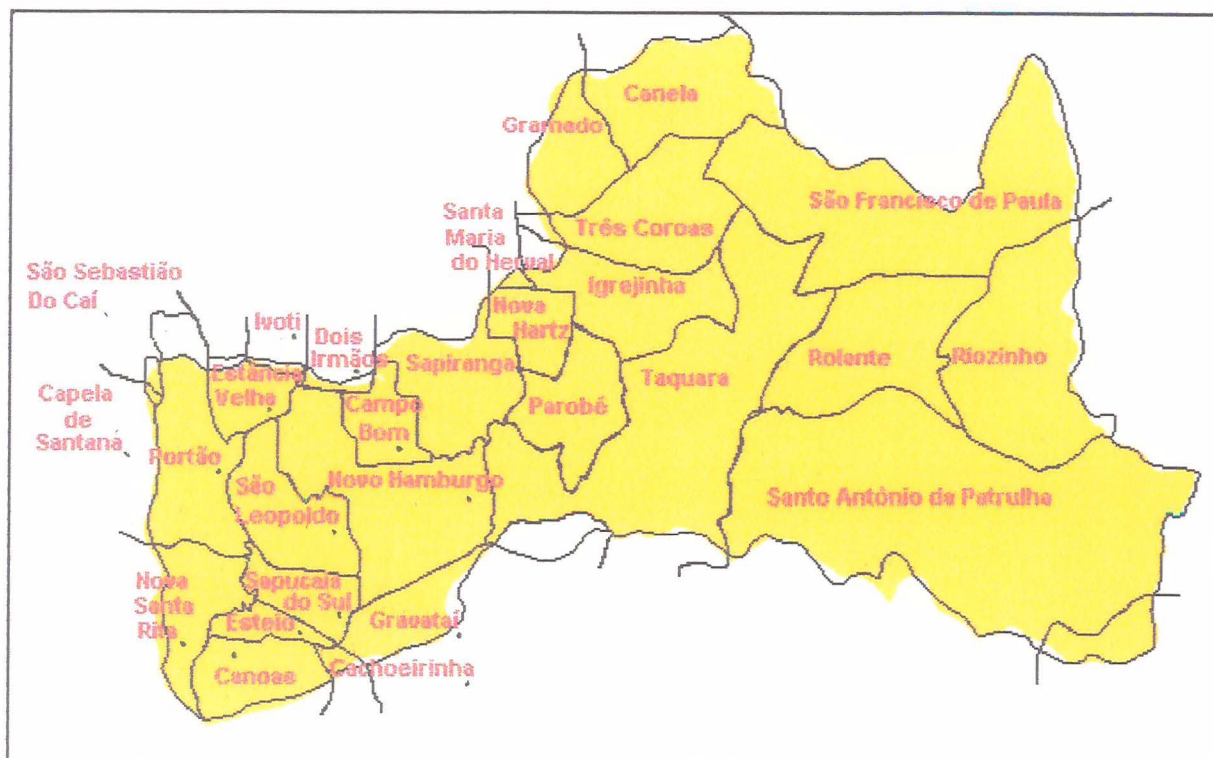 Canela
Gramado
São Francisco de Paula
Santa
Maria
do Herval
Três Coroas
São Sebastião
Do Caí
Igrejinha
Nova
Hartz
Ivoti
Dois
Irmãos
Sapiranga
Rolante
Riozinho
Estância
Velha
Taquara
Capela
de
Santaná
Campo
Bom
Parobé
Portão
Novo Hamburgo
São
Leopoldo
Santo Antônio da Patrulha
Nova
Santa
Rita
Sapucaia
do Sul
Esteio
Gravataí
Canoas
Cachoeirinha